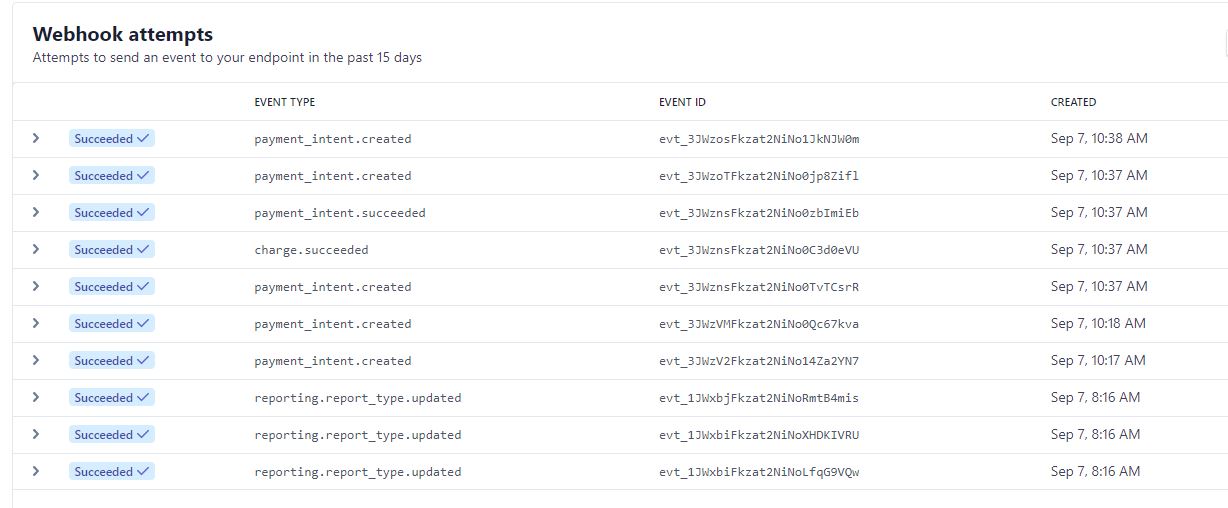 Webhook attempts
Attempts to send an event to your endpoint in the past 15 days
EVENT TYPE EVENT ID CREATED
Succeeded payment_intent.created evt_3JWzosFkzat2NiNo1JkNJW0m Sep 7, 10:38 AM
Succeeded payment_intent.created evt_3JWzoTFkzat2NiNo0jp8Zifl Sep 7, 10:37 AM
Succeeded payment_intent.succeeded evt_3JWznsFkzat2NiNo0zbImiEb Sep 7, 10:37 AM
Succeeded charge.succeeded evt_3JWznsFkzat2NiNo0C3d0eVU Sep 7, 10:37 AM
Succeeded payment_intent.created evt_3JWznsFkzat2NiNo0TvTCsrR Sep 7, 10:37 AM
Succeeded payment_intent.created evt_3JWzVMFkzat2NiNo0Qc67kva Sep 7, 10:18 AM
Succeeded payment_intent.created evt_3JWzV2Fkzat2NiNo14Za2YN7 Sep 7, 10:17 AM
Succeeded reporting.report_type.updated evt_1JWxbjFkzat2NiNoRmtB4mis Sep 7, 8:16 AM
Succeeded reporting.report_type.updated evt_1JWxbiFkzat2NiNoXHDKIVRU Sep 7, 8:16 AM
Succeeded reporting.report_type.updated evt_1JWxbiFkzat2NiNoLfqG9VQw Sep 7, 8:16 AM